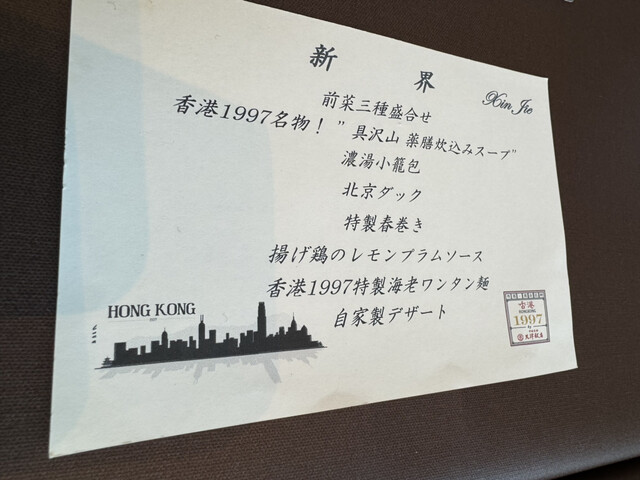 新 界
Xin Jie
前菜三種盛合せ
香港1997名物！ ”具沢山 薬膳炊込みスープ”
濃湯小籠包
北京ダック
特製春巻き
揚げ鶏のレモンプラムソース
香港1997特製海老ワンタン麺
自家製デザート
HONG KONG
香港
HONGKONG
1997